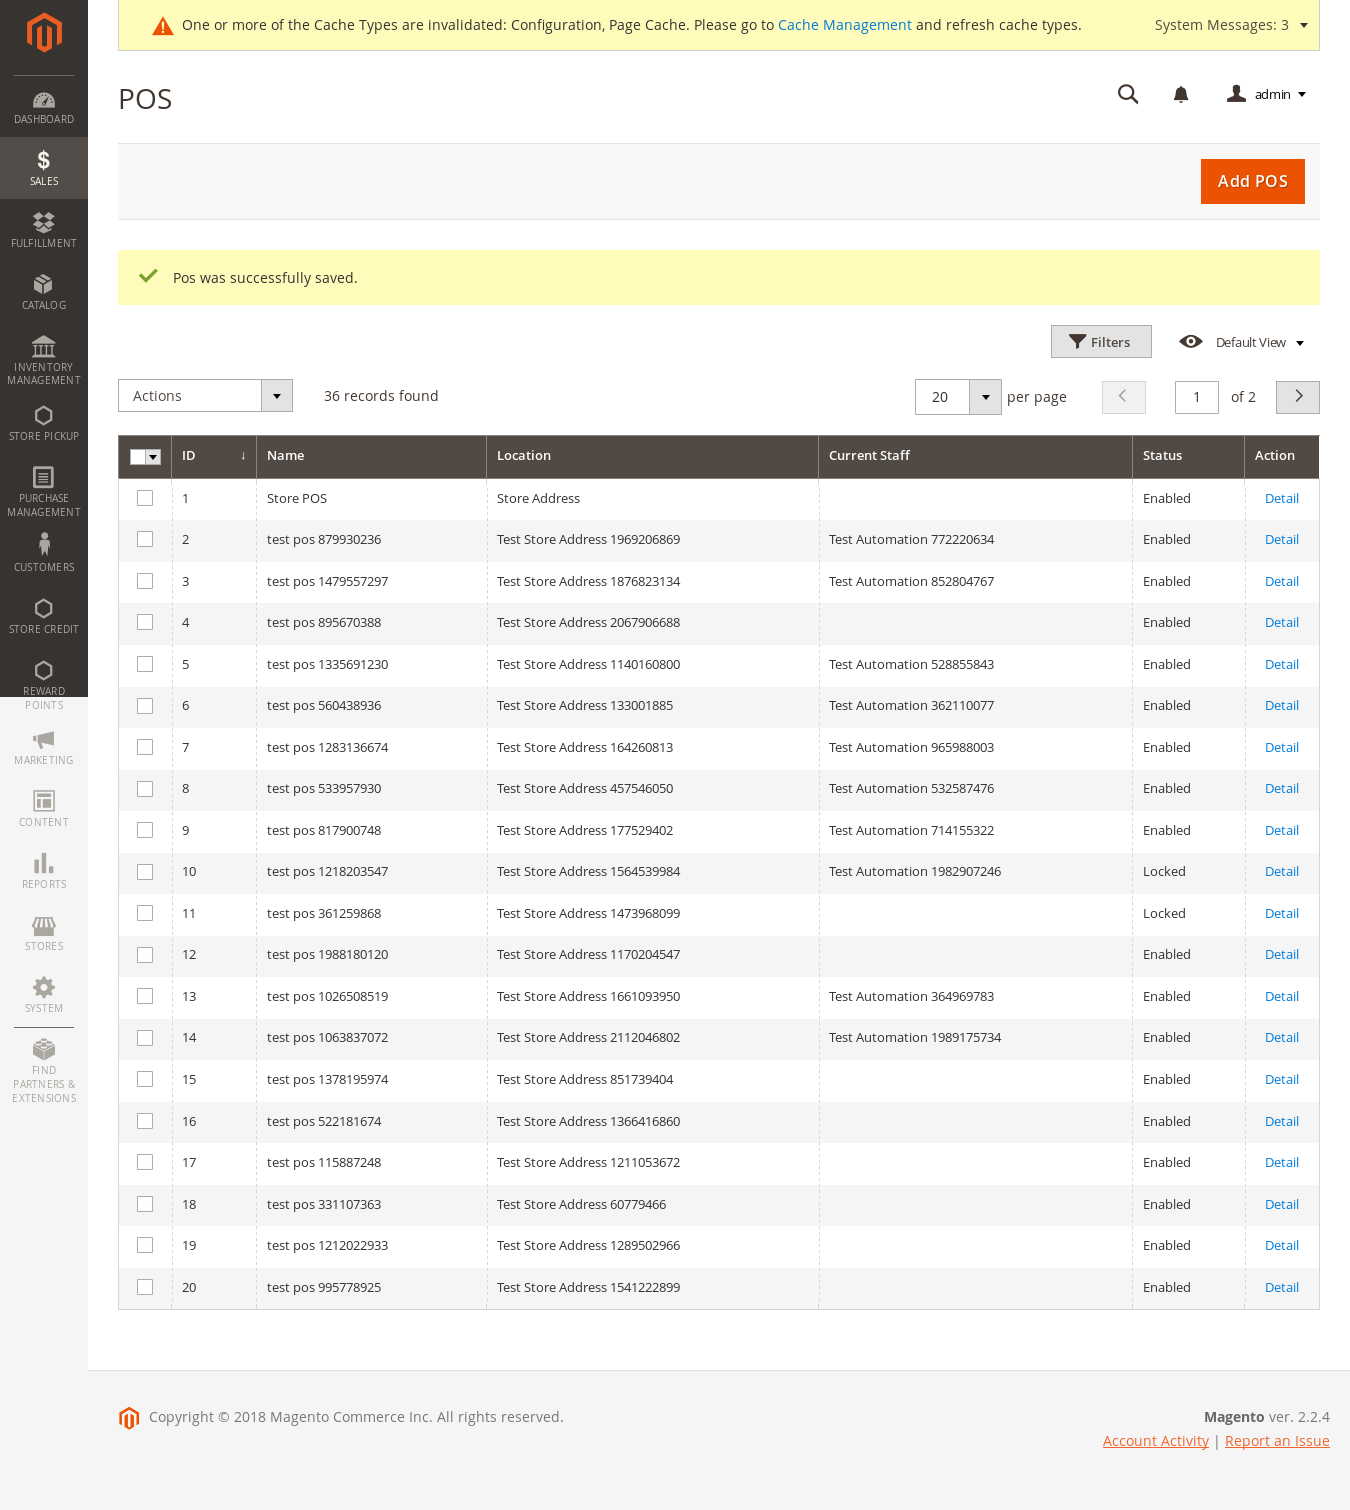 One or more of the Cache Types are invalidated: Configuration, Page Cache. Please go to Cache Management and refresh cache types. System Messages: 3
POS
admin
Add POS
Pos was successfully saved.
Filters Default View
Actions 36 records found 20 per page 1 of 2
ID ↓ Name Location Current Staff Status Action
1 Store POS Store Address Enabled Detail
2 test pos 879930236 Test Store Address 1969206869 Test Automation 772220634 Enabled Detail
3 test pos 1479557297 Test Store Address 1876823134 Test Automation 852804767 Enabled Detail
4 test pos 895670388 Test Store Address 2067906688 Enabled Detail
5 test pos 1335691230 Test Store Address 1140160800 Test Automation 528855843 Enabled Detail
6 test pos 560438936 Test Store Address 133001885 Test Automation 362110077 Enabled Detail
7 test pos 1283136674 Test Store Address 164260813 Test Automation 965988003 Enabled Detail
8 test pos 533957930 Test Store Address 457546050 Test Automation 532587476 Enabled Detail
9 test pos 817900748 Test Store Address 177529402 Test Automation 714155322 Enabled Detail
10 test pos 1218203547 Test Store Address 1564539984 Test Automation 1982907246 Locked Detail
11 test pos 361259868 Test Store Address 1473968099 Locked Detail
12 test pos 1988180120 Test Store Address 1170204547 Enabled Detail
13 test pos 1026508519 Test Store Address 1661093950 Test Automation 364969783 Enabled Detail
14 test pos 1063837072 Test Store Address 2112046802 Test Automation 1989175734 Enabled Detail
15 test pos 1378195974 Test Store Address 851739404 Enabled Detail
16 test pos 522181674 Test Store Address 1366416860 Enabled Detail
17 test pos 115887248 Test Store Address 1211053672 Enabled Detail
18 test pos 331107363 Test Store Address 60779466 Enabled Detail
19 test pos 1212022933 Test Store Address 1289502966 Enabled Detail
20 test pos 995778925 Test Store Address 1541222899 Enabled Detail
DASHBOARD
$
SALES
FULFILLMENT
CATALOG
INVENTORY
MANAGEMENT
STORE PICKUP
PURCHASE
MANAGEMENT
CUSTOMERS
STORE CREDIT
REWARD
POINTS
MARKETING
CONTENT
REPORTS
STORES
SYSTEM
FIND
PARTNERS &
EXTENSIONS
Copyright © 2018 Magento Commerce Inc. All rights reserved. Magento ver. 2.2.4
Account Activity | Report an Issue